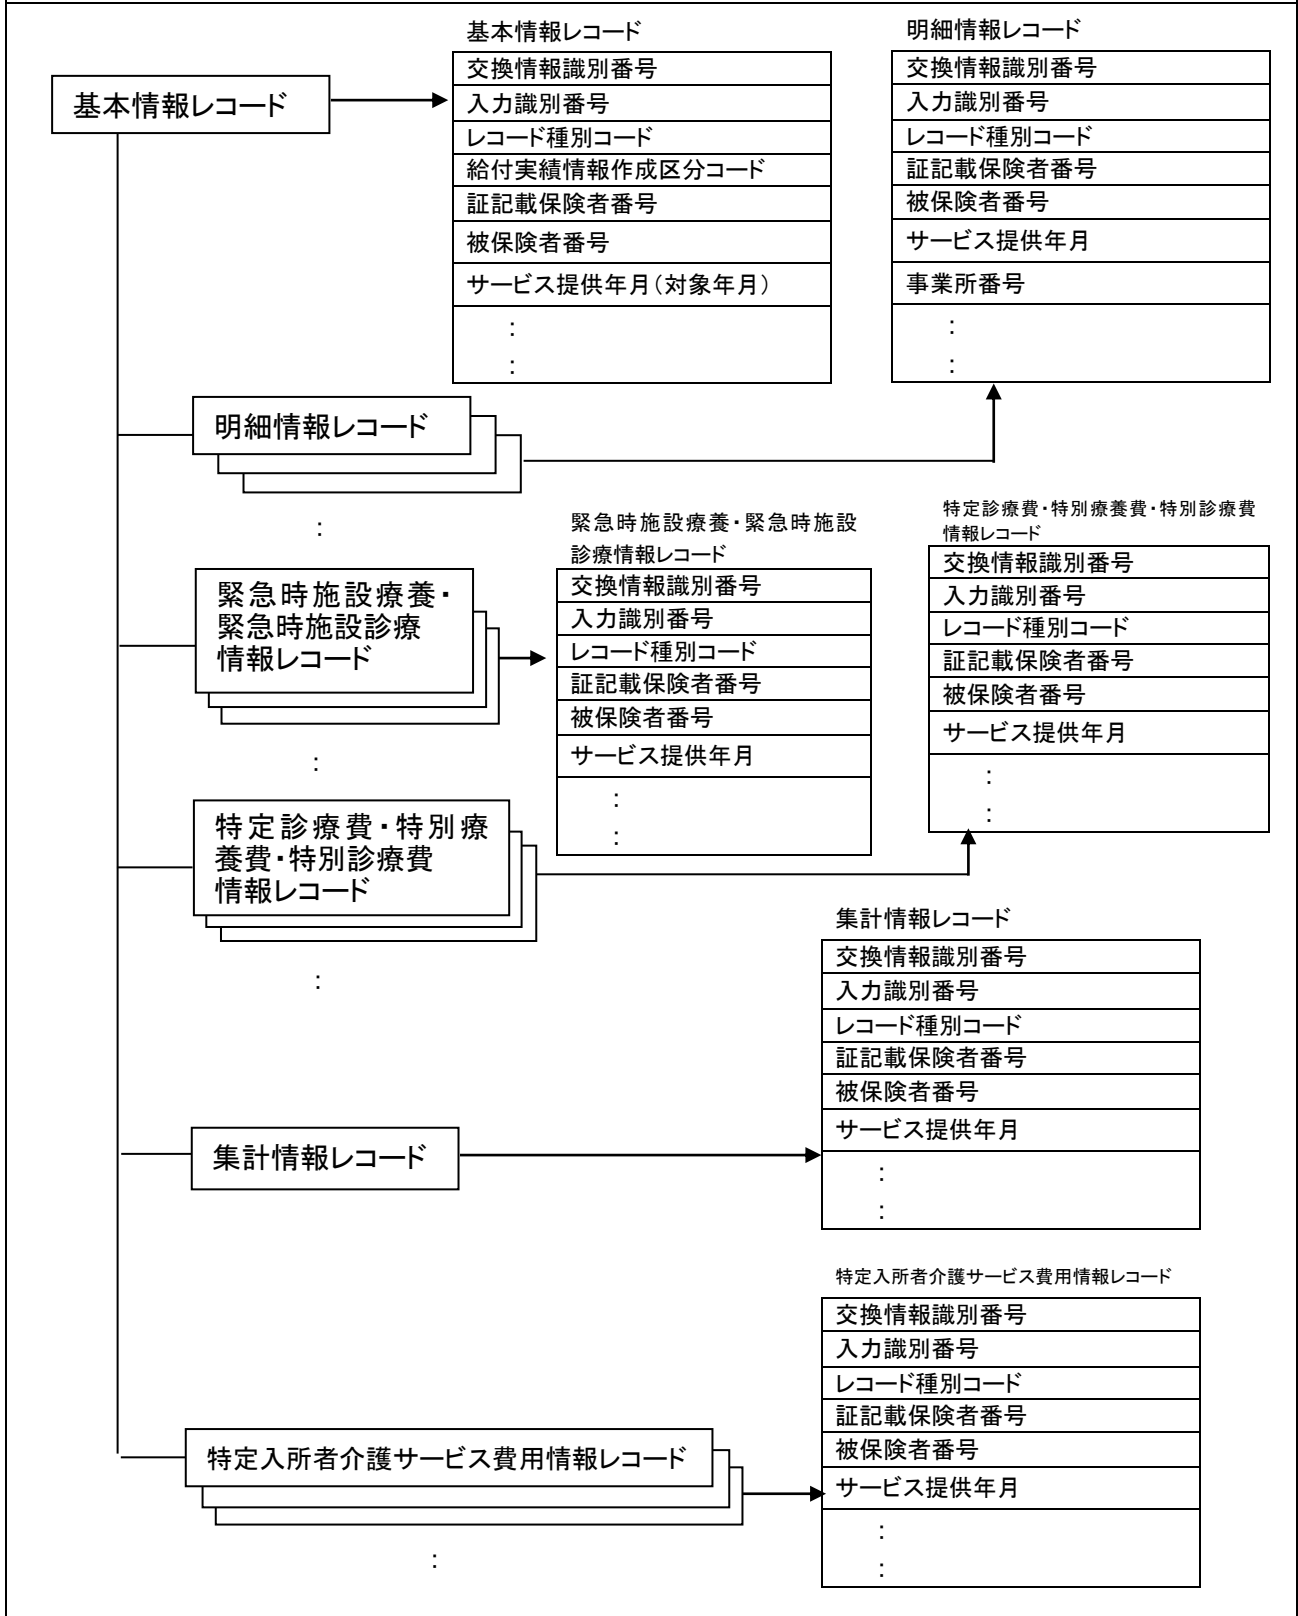 基本情報レコード
基本情報レコード
交換情報識別番号
入力識別番号
レコード種別コード
給付実績情報作成区分コード
証記載保険者番号
被保険者番号
サービス提供年月(対象年月)
:
:
明細情報レコード
交換情報識別番号
入力識別番号
レコード種別コード
証記載保険者番号
被保険者番号
サービス提供年月
事業所番号
:
:
明細情報レコード
:
緊急時施設療養・
緊急時施設診療
情報レコード
:
緊急時施設療養・緊急時施設
診療情報レコード
交換情報識別番号
入力識別番号
レコード種別コード
証記載保険者番号
被保険者番号
サービス提供年月
:
:
特定診療費・特別療養費・特別診療費
情報レコード
交換情報識別番号
入力識別番号
レコード種別コード
証記載保険者番号
被保険者番号
サービス提供年月
:
:
特定診療費・特別療
養費・特別診療費
情報レコード
:
集計情報レコード
集計情報レコード
交換情報識別番号
入力識別番号
レコード種別コード
証記載保険者番号
被保険者番号
サービス提供年月
:
:
特定入所者介護サービス費用情報レコード
:
特定入所者介護サービス費用情報レコード
交換情報識別番号
入力識別番号
レコード種別コード
証記載保険者番号
被保険者番号
サービス提供年月
:
: